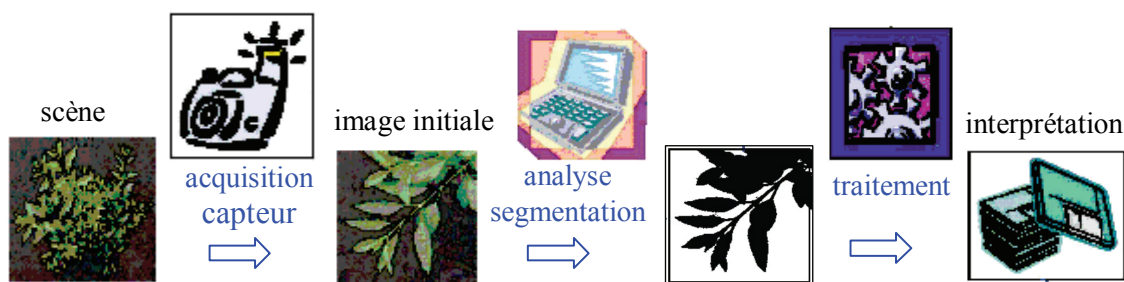 scène
acquisition
capteur
image initiale
analyse
segmentation
traitement
interprétation